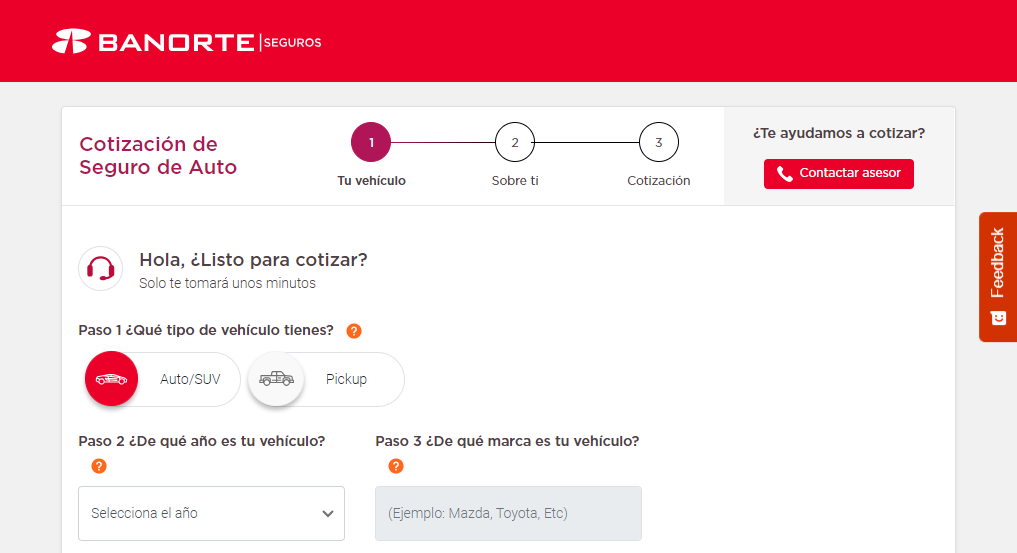 BANORTE | SEGUROS
Cotización de
Seguro de Auto
1
2
3
Tu vehículo
Sobre ti
Cotización
¿Te ayudamos a cotizar?
Contactar asesor
Feedback
Hola, ¿Listo para cotizar?
Solo te tomará unos minutos
Paso 1 ¿Qué tipo de vehículo tienes? ?
Auto/SUV
Pickup
Paso 2 ¿De qué año es tu vehículo?
?
Selecciona el año
Paso 3 ¿De qué marca es tu vehículo?
?
(Ejemplo: Mazda, Toyota, Etc)